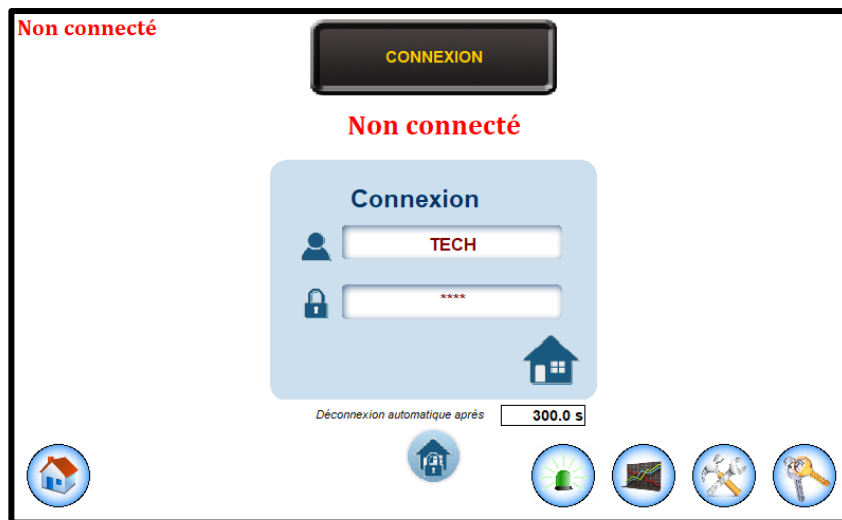 Non connecté
CONNEXION
Non connecté
Connexion
TECH
****
Déconnexion automatique après 300.0 s